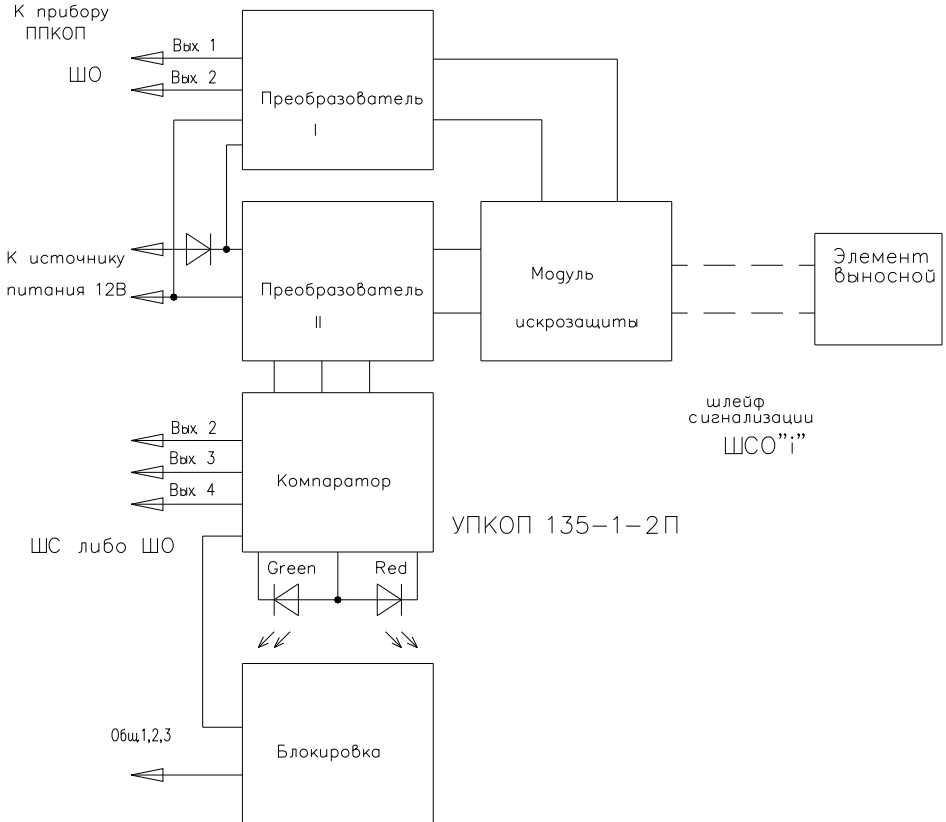 К прибору
ППКОП
Вых. 1
ШО
Вых. 2
Преобразователь
I
К источнику
питания 12В
Преобразователь
II
Модуль
искрозащиты
Элемент
выносной
шлейф
сигнализации
ШСО"i"
Вых. 2
Вых. 3
Вых. 4
Компаратор
УПКОП 135-1-2П
ШС либо ШО
Green
Red
Общ.1,2,3
Блокировка